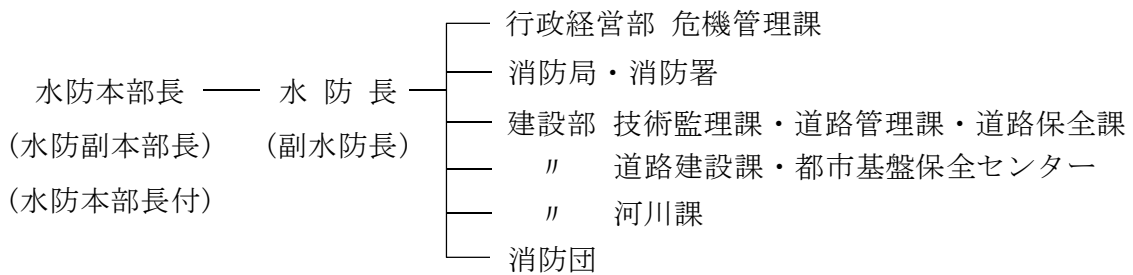 行政経営部 危機管理課
消防局・消防署
水防本部長 水 防 長
建設部 技術監理課・道路管理課・道路保全課
(水防副本部長) (副水防長)
〃 道路建設課・都市基盤保全センター
(水防本部長付)
〃 河川課
消防団